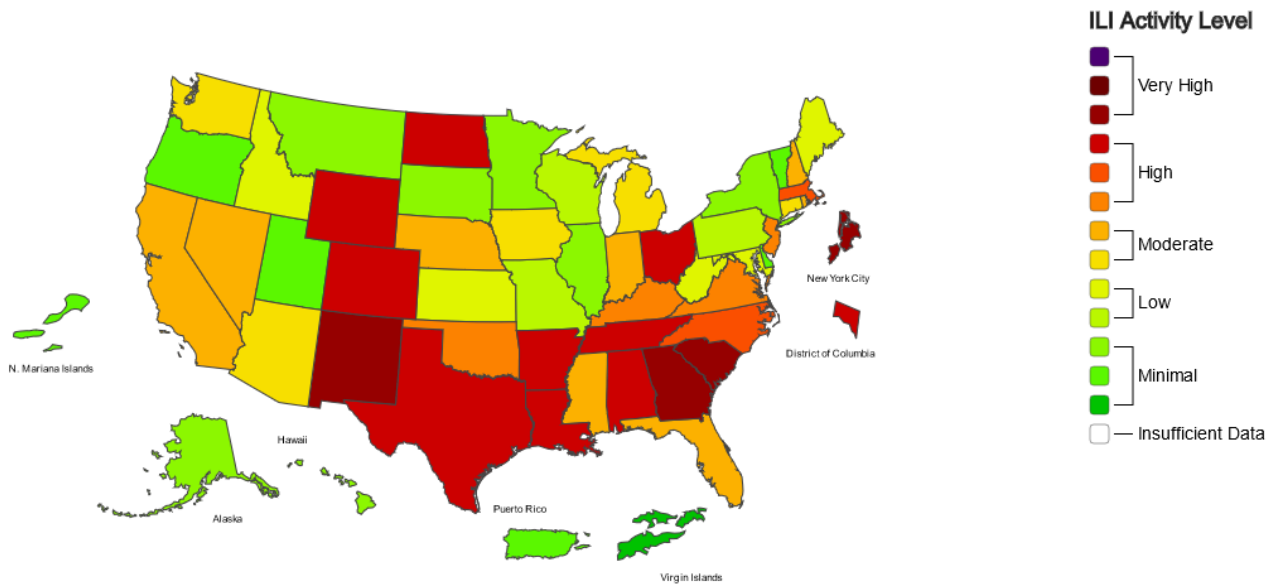 ILI Activity Level
Very High
High
Moderate
Low
Minimal
Insufficient Data
New York City
District of Columbia
N. Mariana Islands
Hawaii
Alaska
Puerto Rico
Virgin Islands